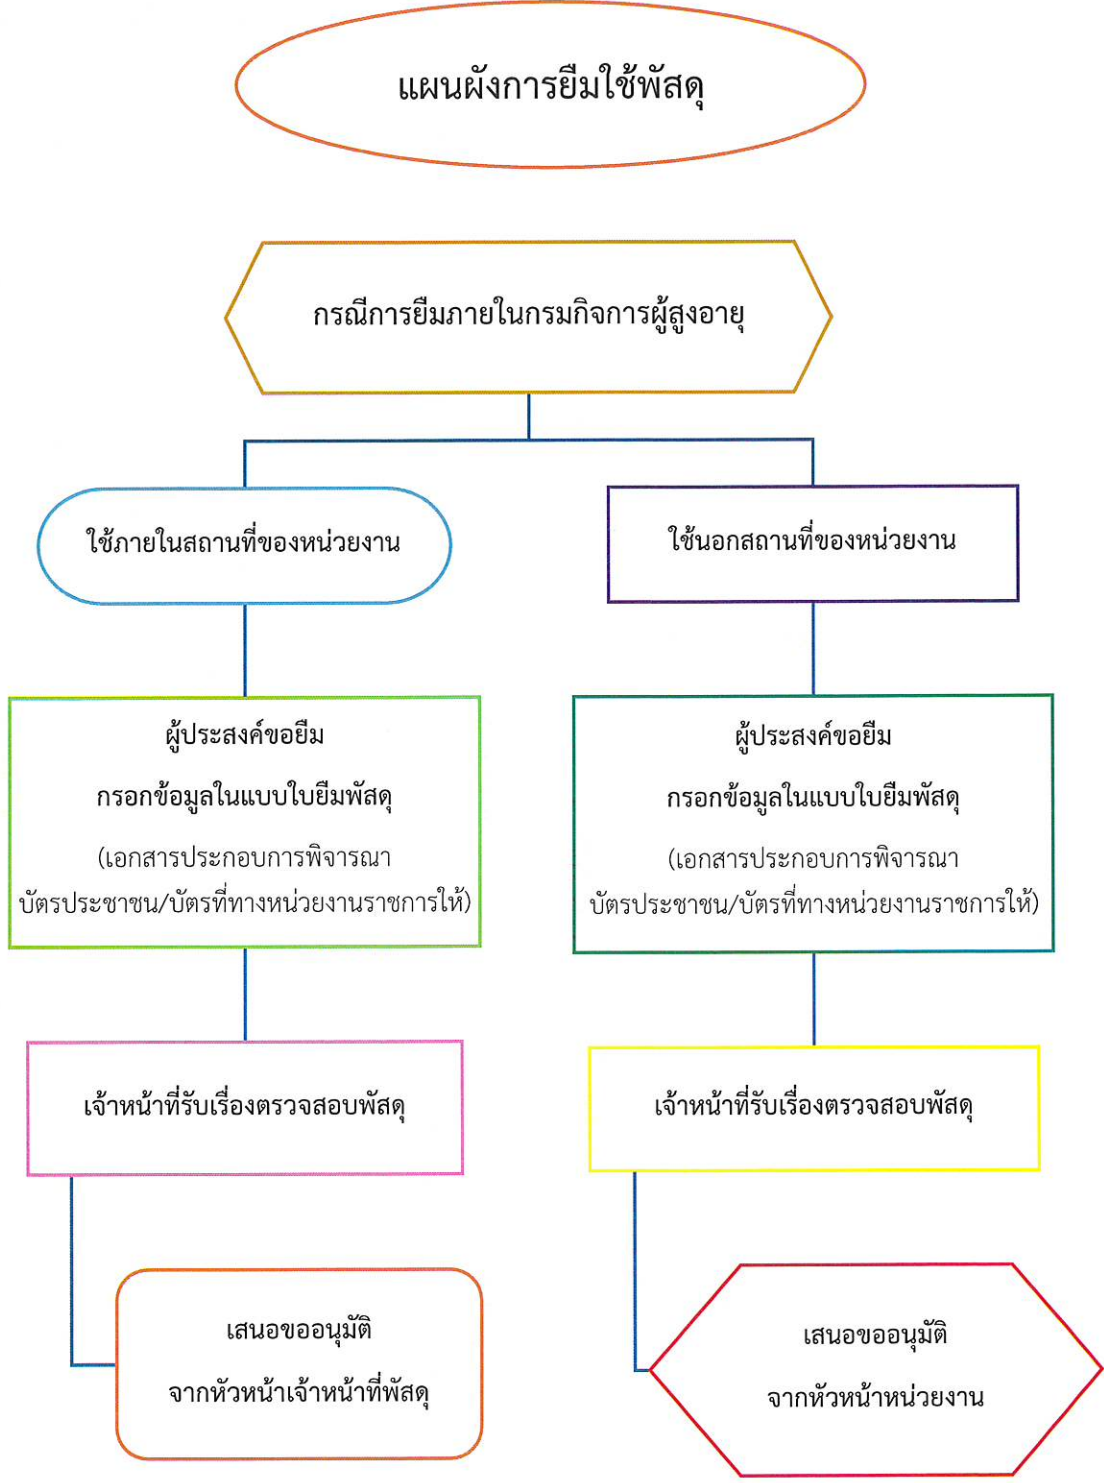 แผนผังการยืมใช้พัสดุ
กรณีการยืมภายในกรมกิจการผู้สูงอายุ
ใช้ภายในสถานที่ของหน่วยงาน
ใช้นอกสถานที่ของหน่วยงาน
ผู้ประสงค์ขอยืม
กรอกข้อมูลในแบบใบยืมพัสดุ
(เอกสารประกอบการพิจารณา
บัตรประชาชน/บัตรที่ทางหน่วยงานราชการให้)
ผู้ประสงค์ขอยืม
กรอกข้อมูลในแบบใบยืมพัสดุ
(เอกสารประกอบการพิจารณา
บัตรประชาชน/บัตรที่ทางหน่วยงานราชการให้)
เจ้าหน้าที่รับเรื่องตรวจสอบพัสดุ
เจ้าหน้าที่รับเรื่องตรวจสอบพัสดุ
เสนอขออนุมัติ
จากหัวหน้าเจ้าหน้าที่พัสดุ
เสนอขออนุมัติ
จากหัวหน้าหน่วยงาน